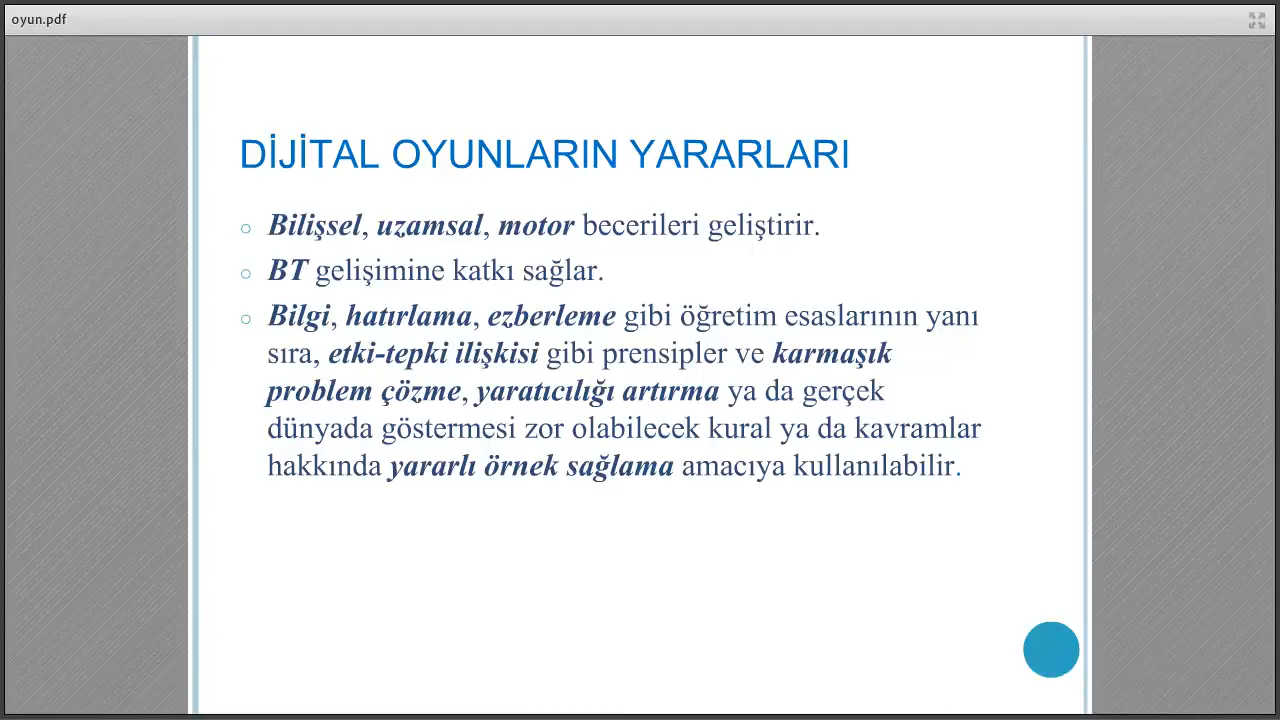 oyun.pdf
DİJİTAL OYUNLARIN YARARLARI
Bilişsel, uzamsal, motor becerileri geliştirir.
BT gelişimine katkı sağlar.
Bilgi, hatırlama, ezberleme gibi öğretim esaslarının yanı
sıra, etki-tepki ilişkisi gibi prensipler ve karmaşık
problem çözme, yaratıcılığı artırma ya da gerçek
dünyada göstermesi zor olabilecek kural ya da kavramlar
hakkında yararlı örnek sağlama amacıya kullanılabilir.